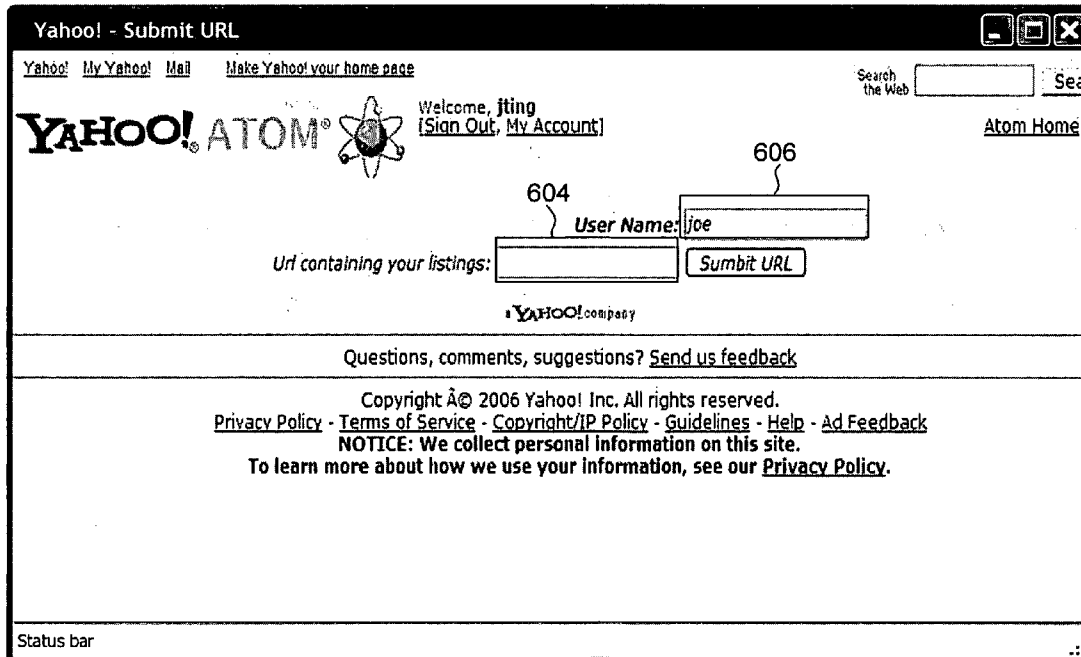 Yahoo! - Submit URL
Yahoo! My Yahoo! Mail Make Yahoo! your home page
Search the Web
Sea
YAHOO!® ATOM®
Welcome, jting
[Sign Out, My Account]
Atom Home
606
604
User Name: joe
Url containing your listings: Sumbit URL
a YAHOO! company
Questions, comments, suggestions? Send us feedback
Copyright Â© 2006 Yahoo! Inc. All rights reserved.
Privacy Policy - Terms of Service - Copyright/IP Policy - Guidelines - Help - Ad Feedback
NOTICE: We collect personal information on this site.
To learn more about how we use your information, see our Privacy Policy.
Status bar